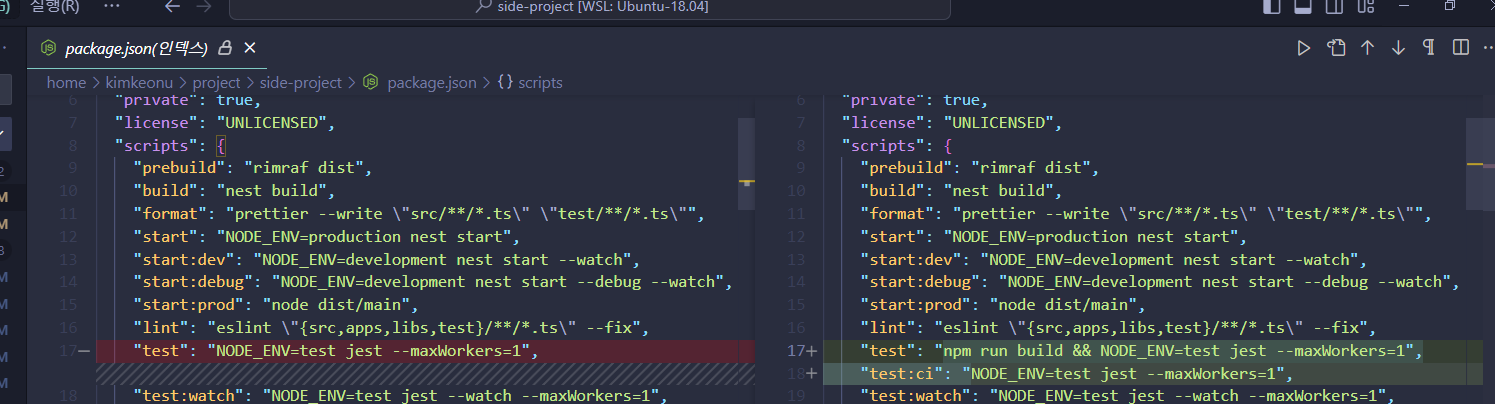 실행(R) ···
side-project [WSL: Ubuntu-18.04]
package.json(인덱스)
home > kimkeonu > project > side-project > package.json > {} scripts
6 "private": true,
7 "license": "UNLICENSED",
8 "scripts": {
9 "prebuild": "rimraf dist",
10 "build": "nest build",
11 "format": "prettier --write \"src/**/*.ts\" \"test/**/*.ts\"",
12 "start": "NODE_ENV=production nest start",
13 "start:dev": "NODE_ENV=development nest start --watch",
14 "start:debug": "NODE_ENV=development nest start --debug --watch",
15 "start:prod": "node dist/main",
16 "lint": "eslint \"{src,apps,libs,test}/**/*.ts\" --fix",
17— "test": "NODE_ENV=test jest --maxWorkers=1",
18 "test:watch": "NODE_ENV=test jest --watch --maxWorkers=1",
6 "private": true,
7 "license": "UNLICENSED",
8 "scripts": {
9 "prebuild": "rimraf dist",
10 "build": "nest build",
11 "format": "prettier --write \"src/**/*.ts\" \"test/**/*.ts\"",
12 "start": "NODE_ENV=production nest start",
13 "start:dev": "NODE_ENV=development nest start --watch",
14 "start:debug": "NODE_ENV=development nest start --debug --watch",
15 "start:prod": "node dist/main",
16 "lint": "eslint \"{src,apps,libs,test}/**/*.ts\" --fix",
17+ "test": "npm run build && NODE_ENV=test jest --maxWorkers=1",
18+ "test:ci": "NODE_ENV=test jest --maxWorkers=1",
19 "test:watch": "NODE_ENV=test jest --watch --maxWorkers=1",